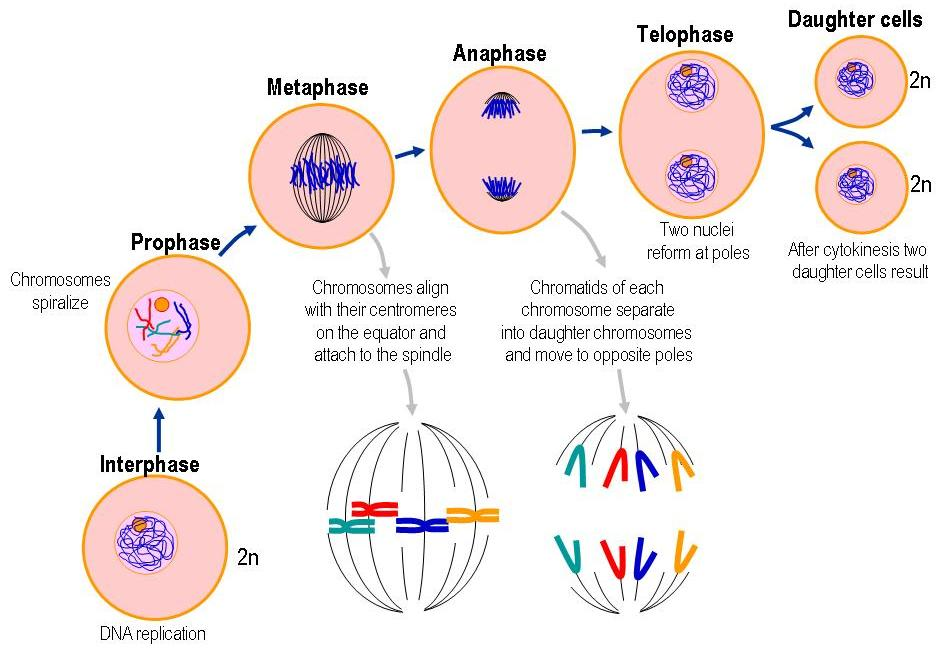 Interphase
2n
DNA replication
Prophase
Chromosomes
spiralize
Metaphase
Chromosomes align
with their centromeres
on the equator and
attach to the spindle
Anaphase
Chromatids of each
chromosome separate
into daughter chromosomes
and move to opposite poles
Telophase
Two nuclei
reform at poles
Daughter cells
2n
2n
After cytokinesis two
daughter cells result